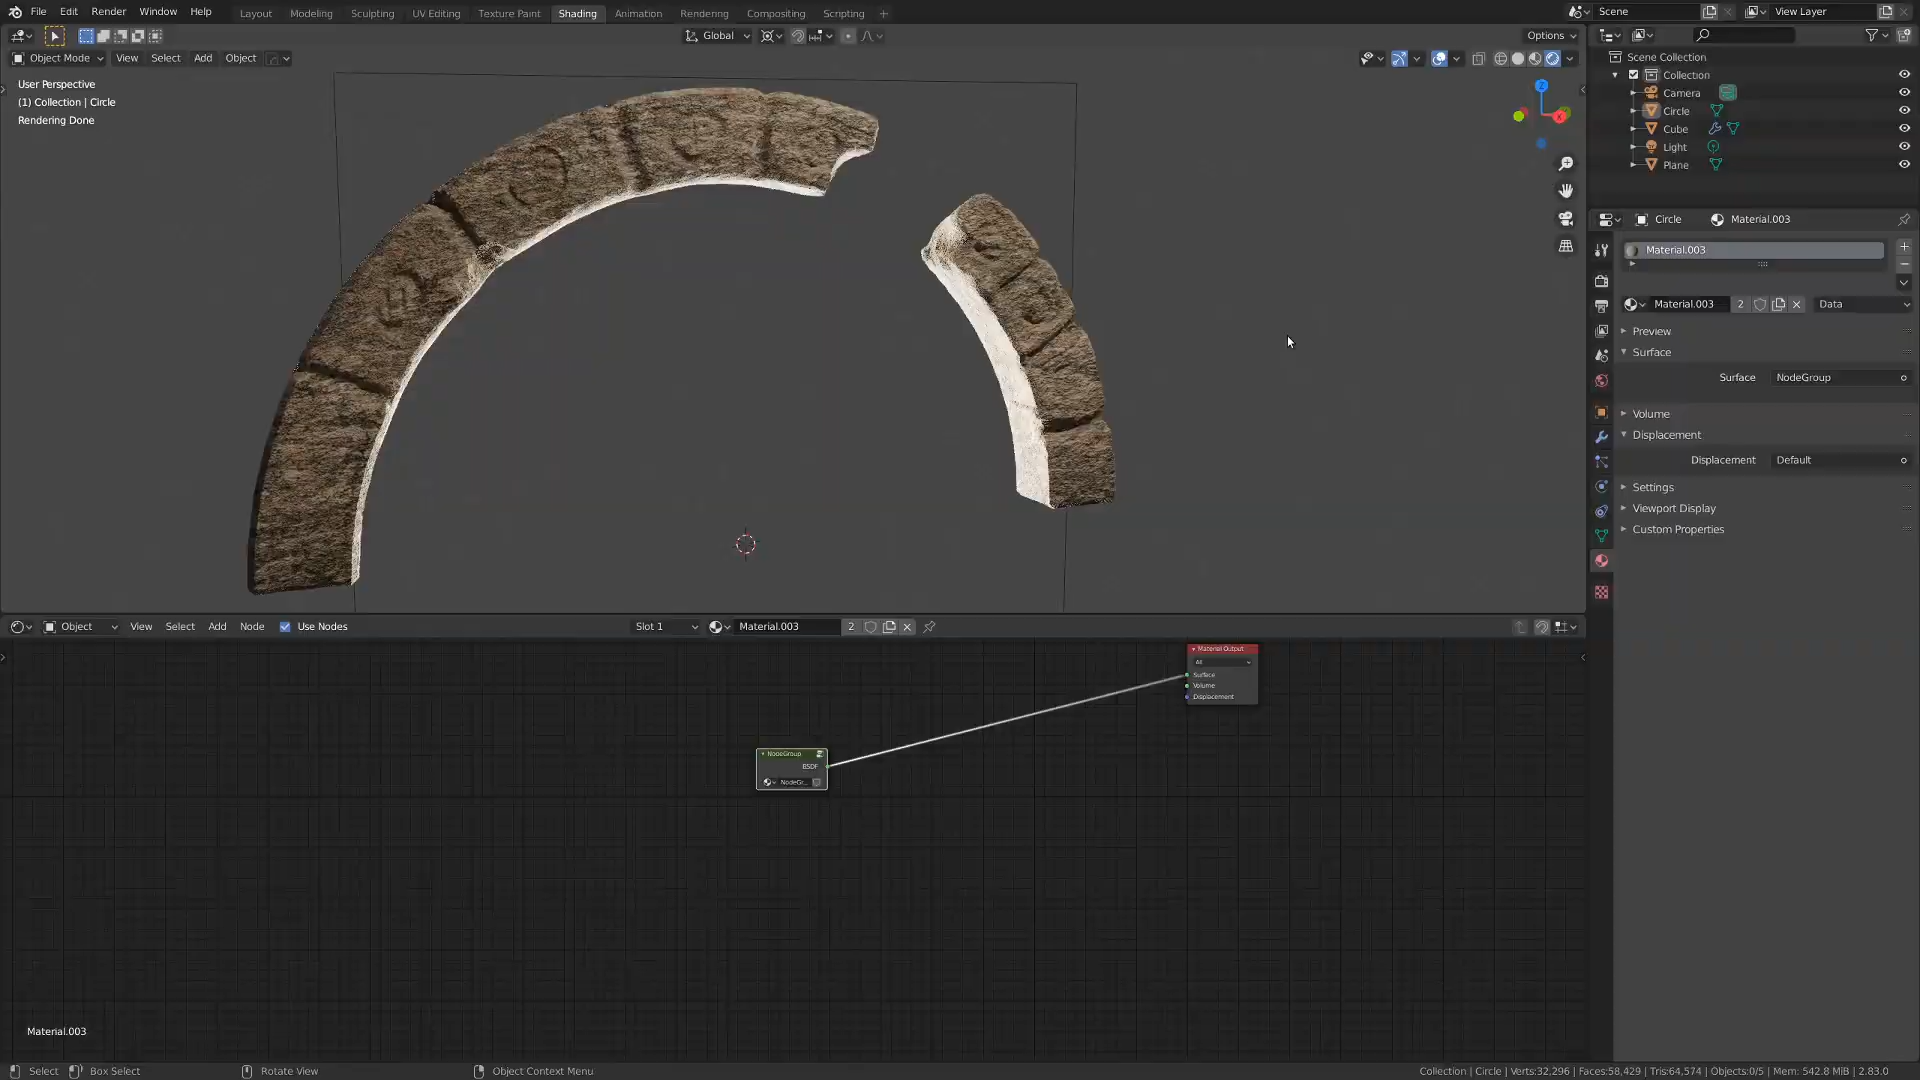 File Edit Render Window Help Layout Modeling Sculpting UV Editing Texture Paint Shading Animation Rendering Compositing Scripting + Scene View Layer
Global Options
Object Mode View Select Add Object
User Perspective
(1) Collection | Circle
Rendering Done
Scene Collection
Collection
Camera
Circle
Cube
Light
Plane
Circle Material.003
Material.003
Material.003 2 Data
Preview
Surface
Surface NodeGroup
Volume
Displacement
Displacement Default
Settings
Viewport Display
Custom Properties
X
Z
Object View Select Add Node Use Nodes Slot 1 Material.003 2
Material Output
All
Surface
Volume
Displacement
NodeGroup
BSDF
NodeGr...
Material.003
Select Box Select Rotate View Object Context Menu Collection | Circle | Verts:32,296 | Faces:58,429 | Tris:64,574 | Objects:0/5 | Mem: 542.8 MiB | 2.83.0